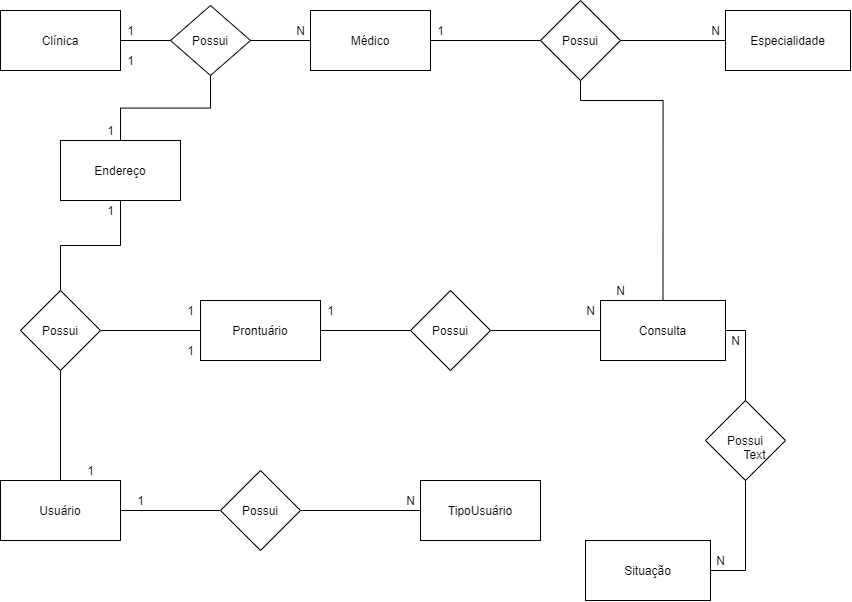 Clínica
1
Possui
N
Médico
1
Possui
N
Especialidade
1
1
Endereço
1
N
Possui
1
Prontuário
1
Possui
N
Consulta
1
N
Possui
Text
1
Usuário
1
Possui
N
TipoUsuário
N
Situação